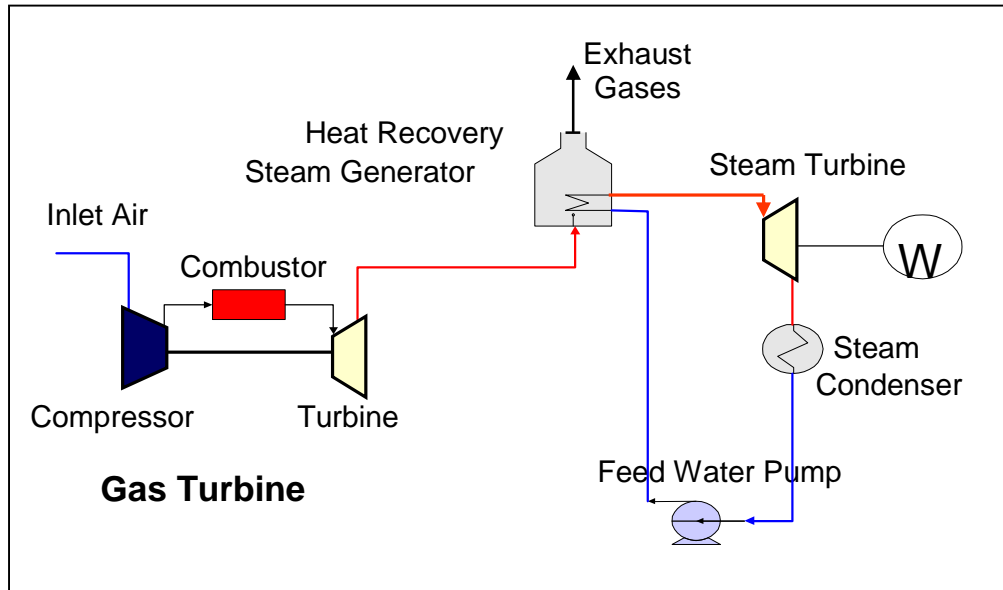 Exhaust
Gases
Heat Recovery
Steam Generator
Steam Turbine
Inlet Air
Combustor
W
Steam
Condenser
Compressor
Turbine
Feed Water Pump
Gas Turbine